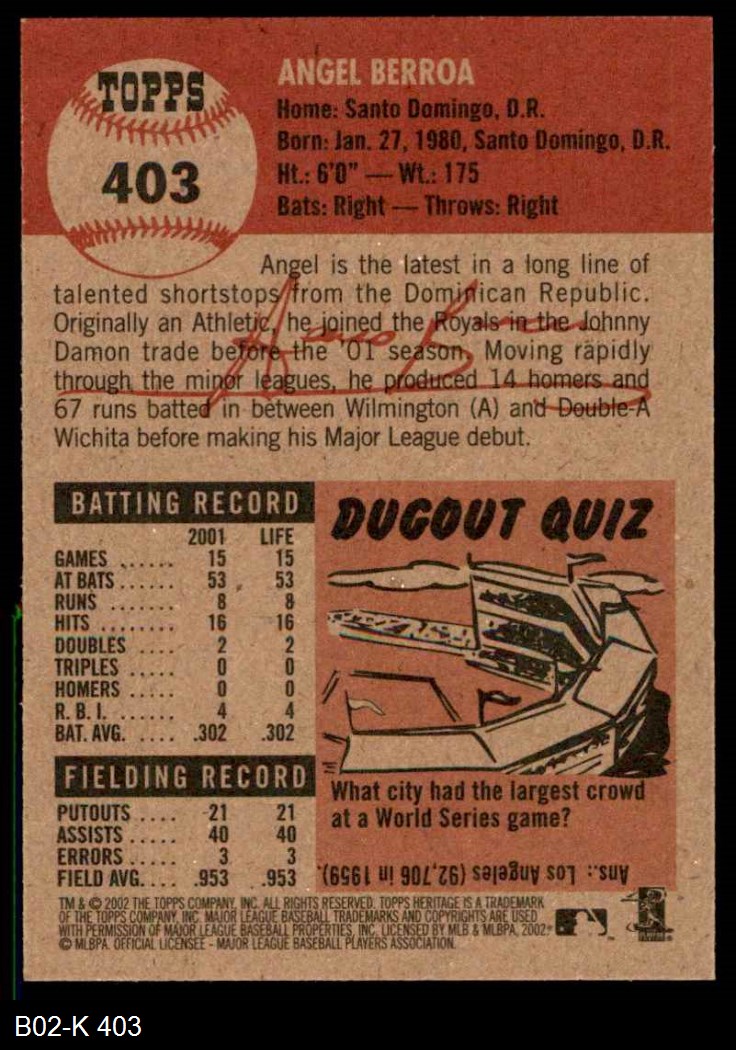 TOPPS
403
ANGEL BERROA
Home: Santo Domingo, D.R.
Born: Jan. 27, 1980, Santo Domingo, D.R.
Ht.: 6'0" — Wt.: 175
Bats: Right — Throws: Right
Angel is the latest in a long line of
talented shortstops from the Dominican Republic.
Originally an Athletic, he joined the Royals in the Johnny
Damon trade before the '01 season. Moving rapidly
through the minor leagues, he produced 14 homers and
67 runs batted in between Wilmington (A) and Double-A
Wichita before making his Major League debut.
BATTING RECORD
2001 LIFE
GAMES ...... 15 15
AT BATS ...... 53 53
RUNS ....... 8 8
HITS ........ 16 16
DOUBLES .... 2 2
TRIPLES ..... 0 0
HOMERS .... 0 0
R. B. I. ...... 4 4
BAT. AVG. .... .302 .302
FIELDING RECORD
PUTOUTS .... 21 21
ASSISTS ..... 40 40
ERRORS ..... 3 3
FIELD AVG. ... .953 .953
DUGOUT QUIZ
What city had the largest crowd
at a World Series game?
Ans.: Los Angeles (92,706 in 1959).
TM & © 2002 THE TOPPS COMPANY, INC. ALL RIGHTS RESERVED. TOPPS HERITAGE IS A TRADEMARK
OF THE TOPPS COMPANY, INC. MAJOR LEAGUE BASEBALL TRADEMARKS AND COPYRIGHTS ARE USED
WITH PERMISSION OF MAJOR LEAGUE BASEBALL PROPERTIES, INC. LICENSED BY MLB & MLBPA, 2002.
© MLBPA. OFFICIAL LICENSEE - MAJOR LEAGUE BASEBALL PLAYERS ASSOCIATION.
B02-K 403